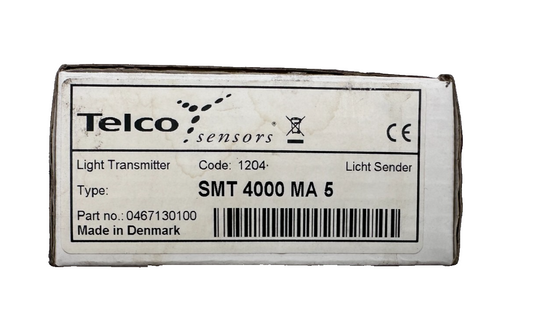 Telco sensors CE
Light Transmitter Code: 1204 Licht Sender
Type: SMT 4000 MA 5
Part no.: 0467130100
Made in Denmark